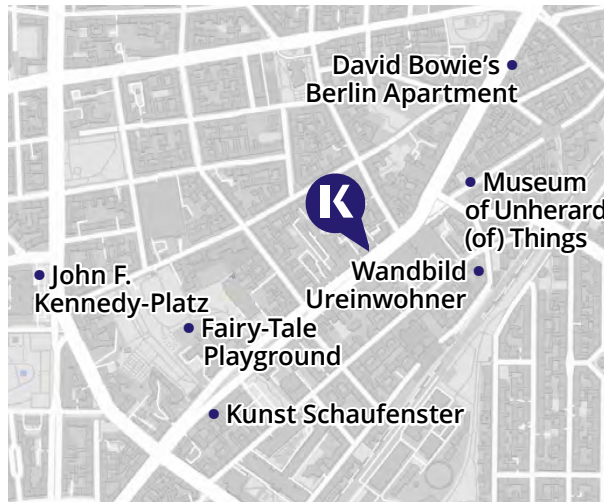 David Bowie's
Berlin Apartment
K
Museum
of Unherard
(of) Things
Wandbild
Ureinwohner
John F.
Kennedy-Platz
Fairy-Tale
Playground
Kunst Schaufenster